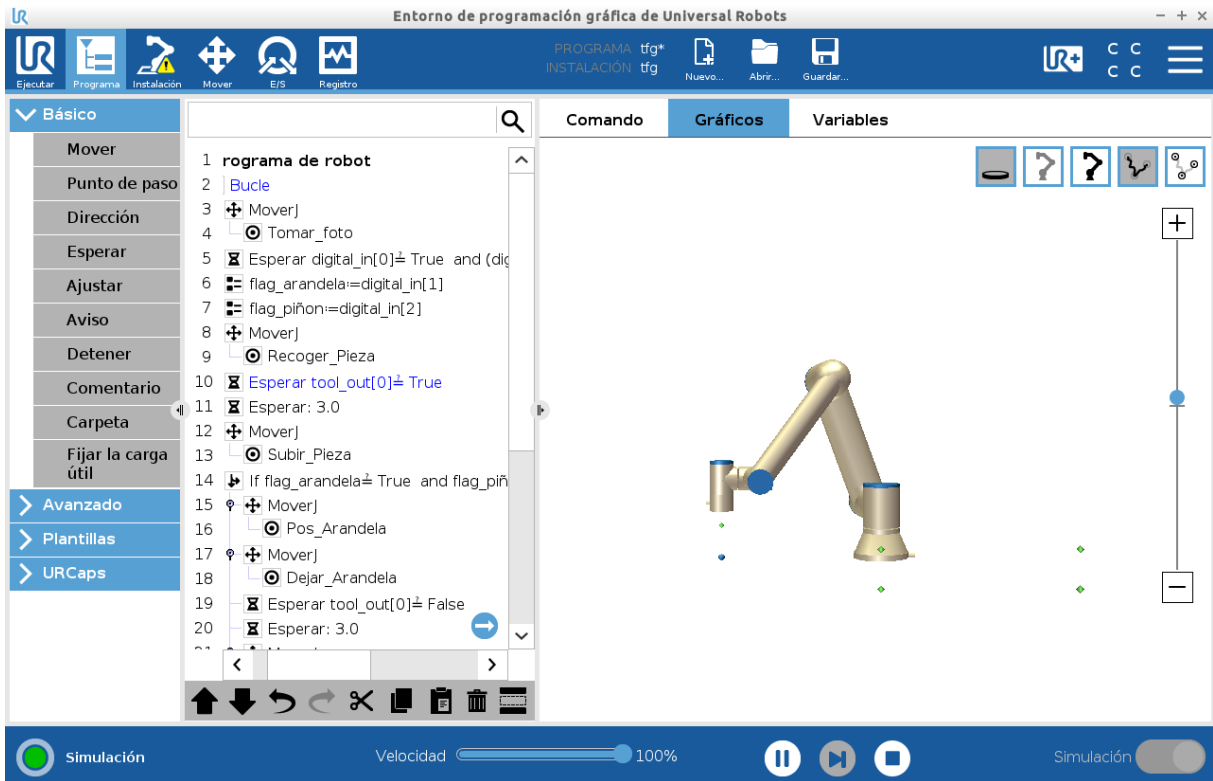 Entorno de programación gráfica de Universal Robots
Ejecutar
Programa
Instalación
Mover
E/S
Registro
PROGRAMA tfg*
INSTALACIÓN tfg
Nuevo...
Abrir...
Guardar...
UR+
C C
C C
Básico
Mover
Punto de paso
Dirección
Esperar
Ajustar
Aviso
Detener
Comentario
Carpeta
Fijar la carga
útil
Avanzado
Plantillas
URCaps
1 rograma de robot
2 Bucle
3 MoverJ
4 Tomar_foto
5 Esperar digital_in[0]≟ True and (dig
6 flag_arandela≔digital_in[1]
7 flag_piñon≔digital_in[2]
8 MoverJ
9 Recoger_Pieza
10 Esperar tool_out[0]≟ True
11 Esperar: 3.0
12 MoverJ
13 Subir_Pieza
14 If flag_arandela≟ True and flag_piñ
15 MoverJ
16 Pos_Arandela
17 MoverJ
18 Dejar_Arandela
19 Esperar tool_out[0]≟ False
20 Esperar: 3.0
Comando
Gráficos
Variables
Simulación
Velocidad
100%
Simulación